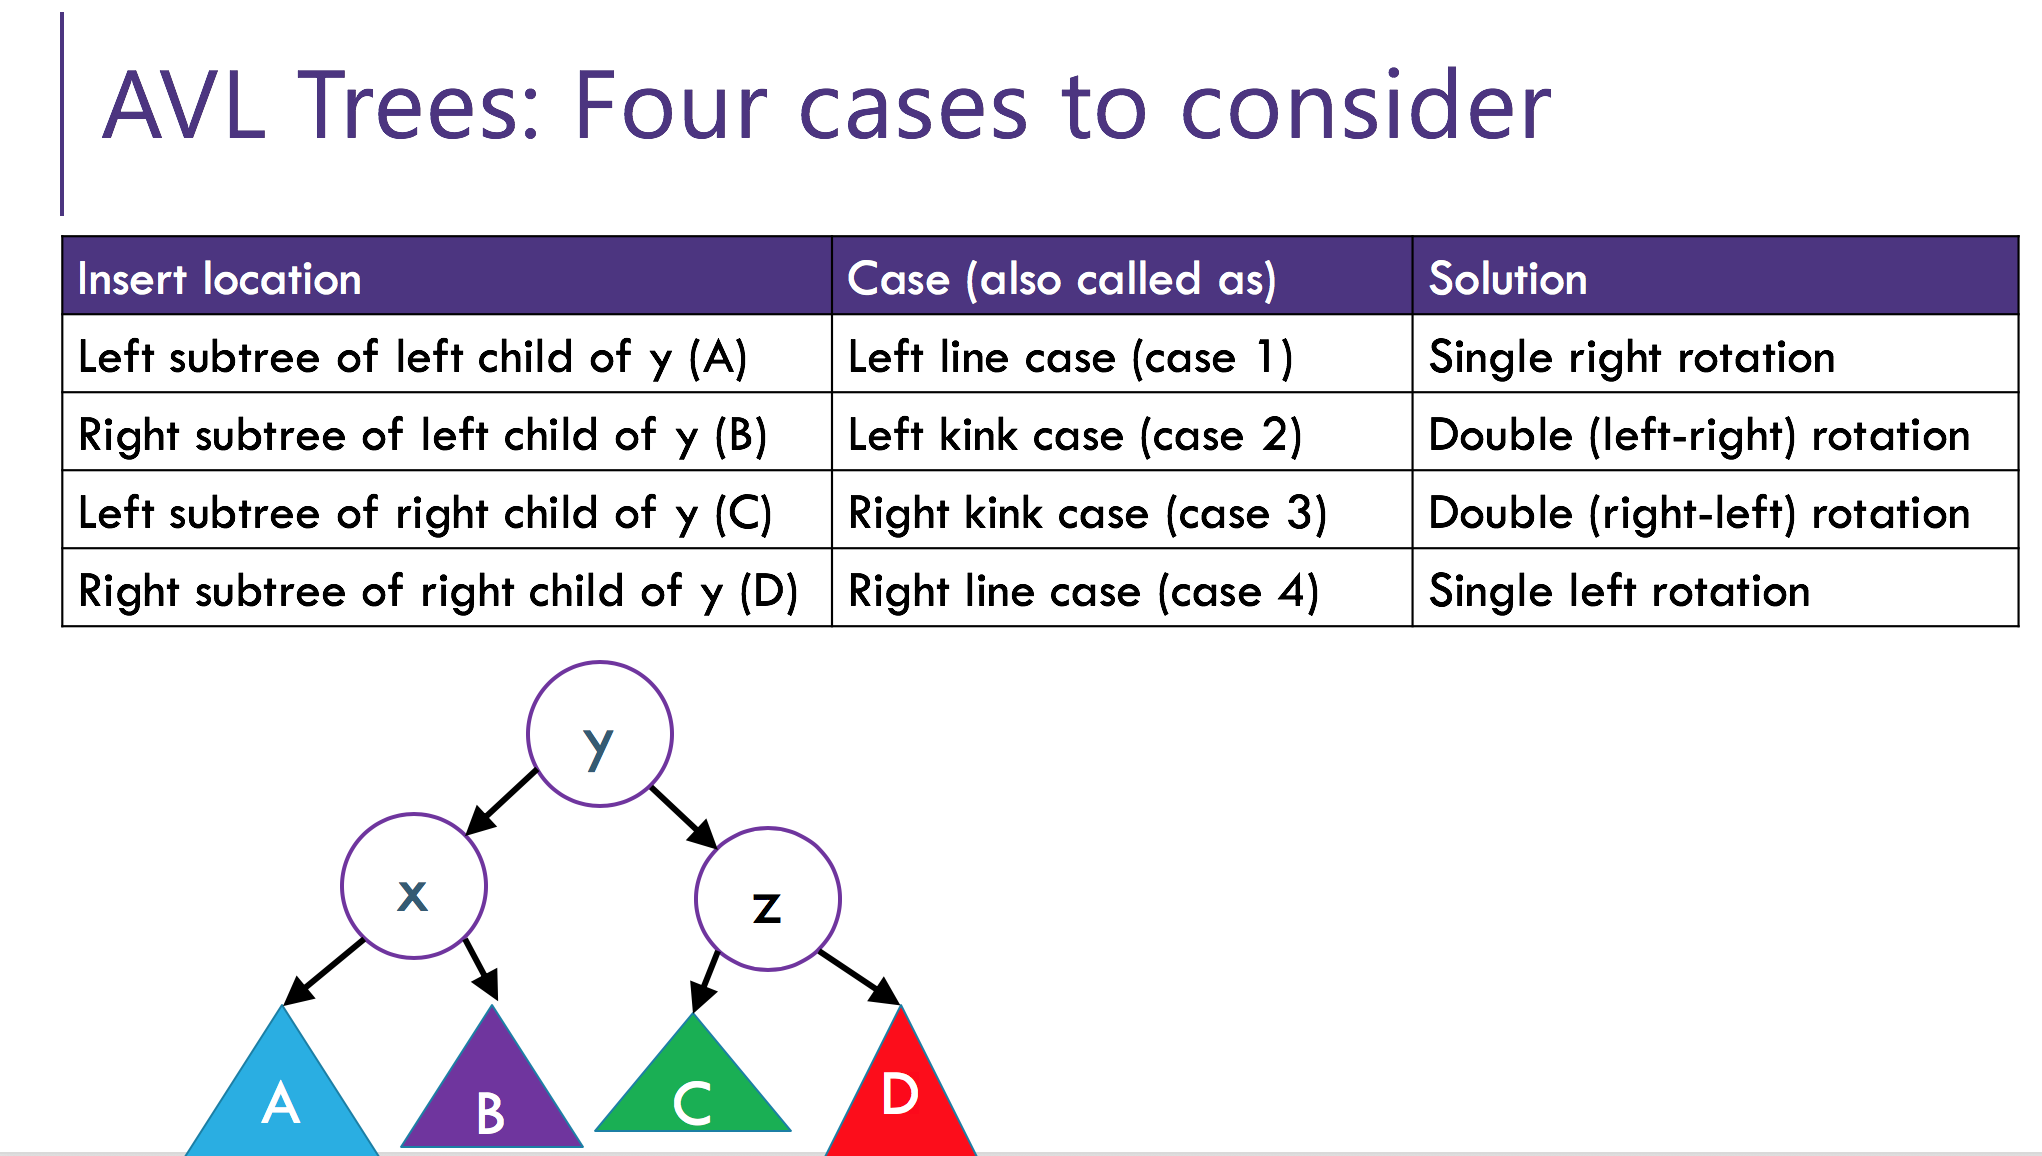 AVL Trees: Four cases to consider
Insert location Case (also called as) Solution
Left subtree of left child of y (A) Left line case (case 1) Single right rotation
Right subtree of left child of y (B) Left kink case (case 2) Double (left-right) rotation
Left subtree of right child of y (C) Right kink case (case 3) Double (right-left) rotation
Right subtree of right child of y (D) Right line case (case 4) Single left rotation
y
x z
A B C D